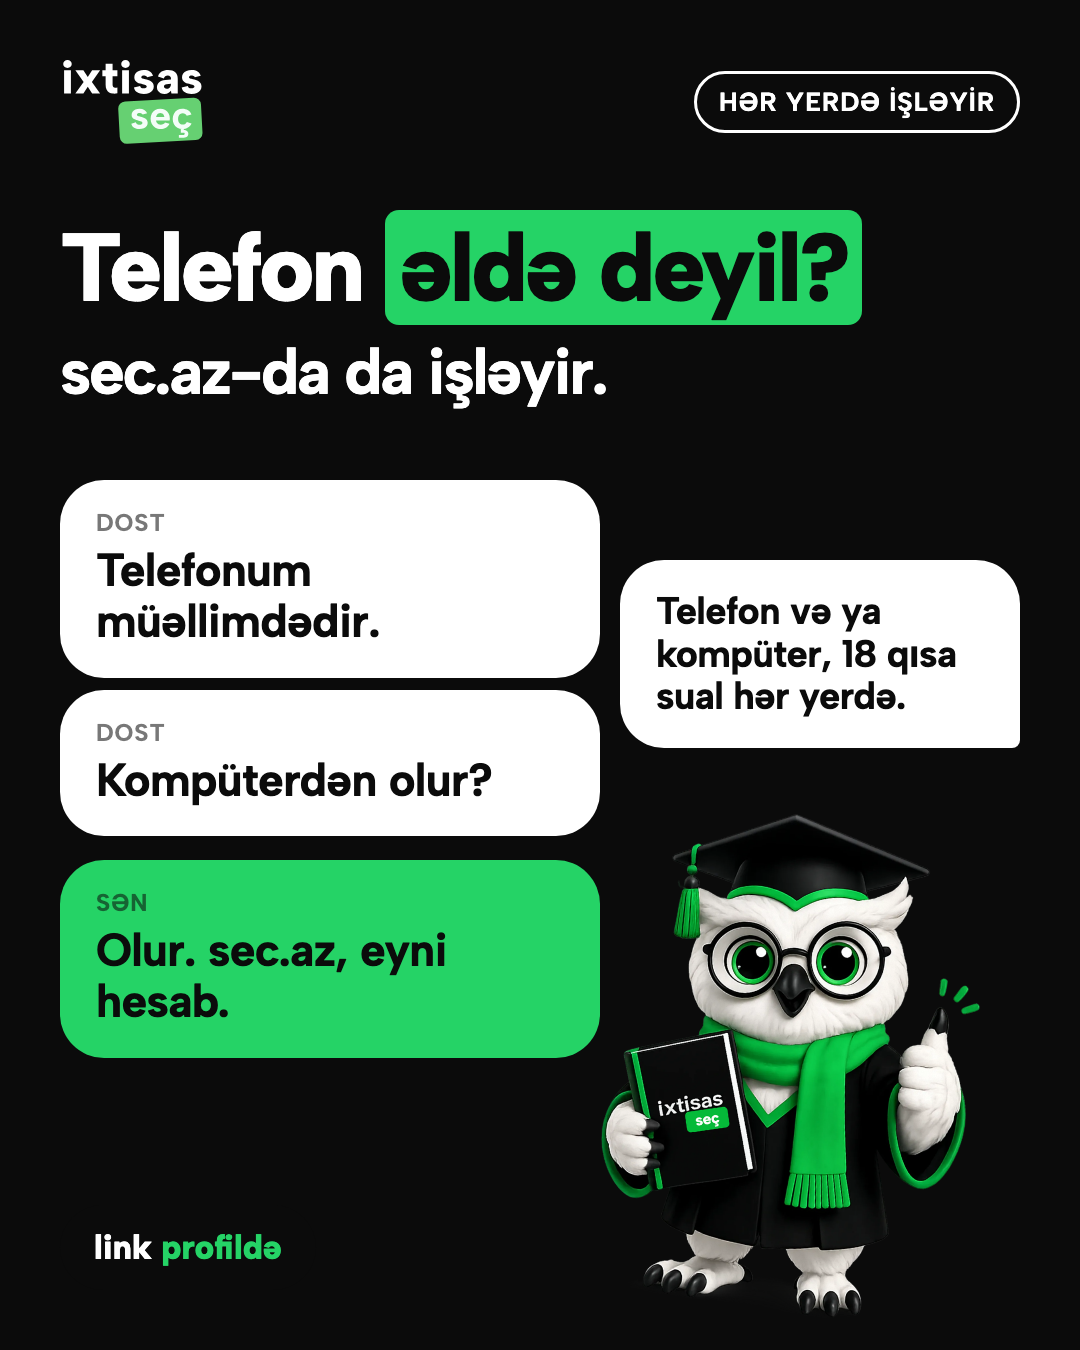 ixtisas
seç
HƏR YERDƏ İŞLƏYİR
Telefon əldə deyil?
sec.az-da da işləyir.
DOST
Telefonum
müəllimdədir.
DOST
Kompüterdən olur?
SƏN
Olur. sec.az, eyni
hesab.
Telefon və ya
kompüter, 18 qısa
sual hər yerdə.
ixtisas
seç
link profildə